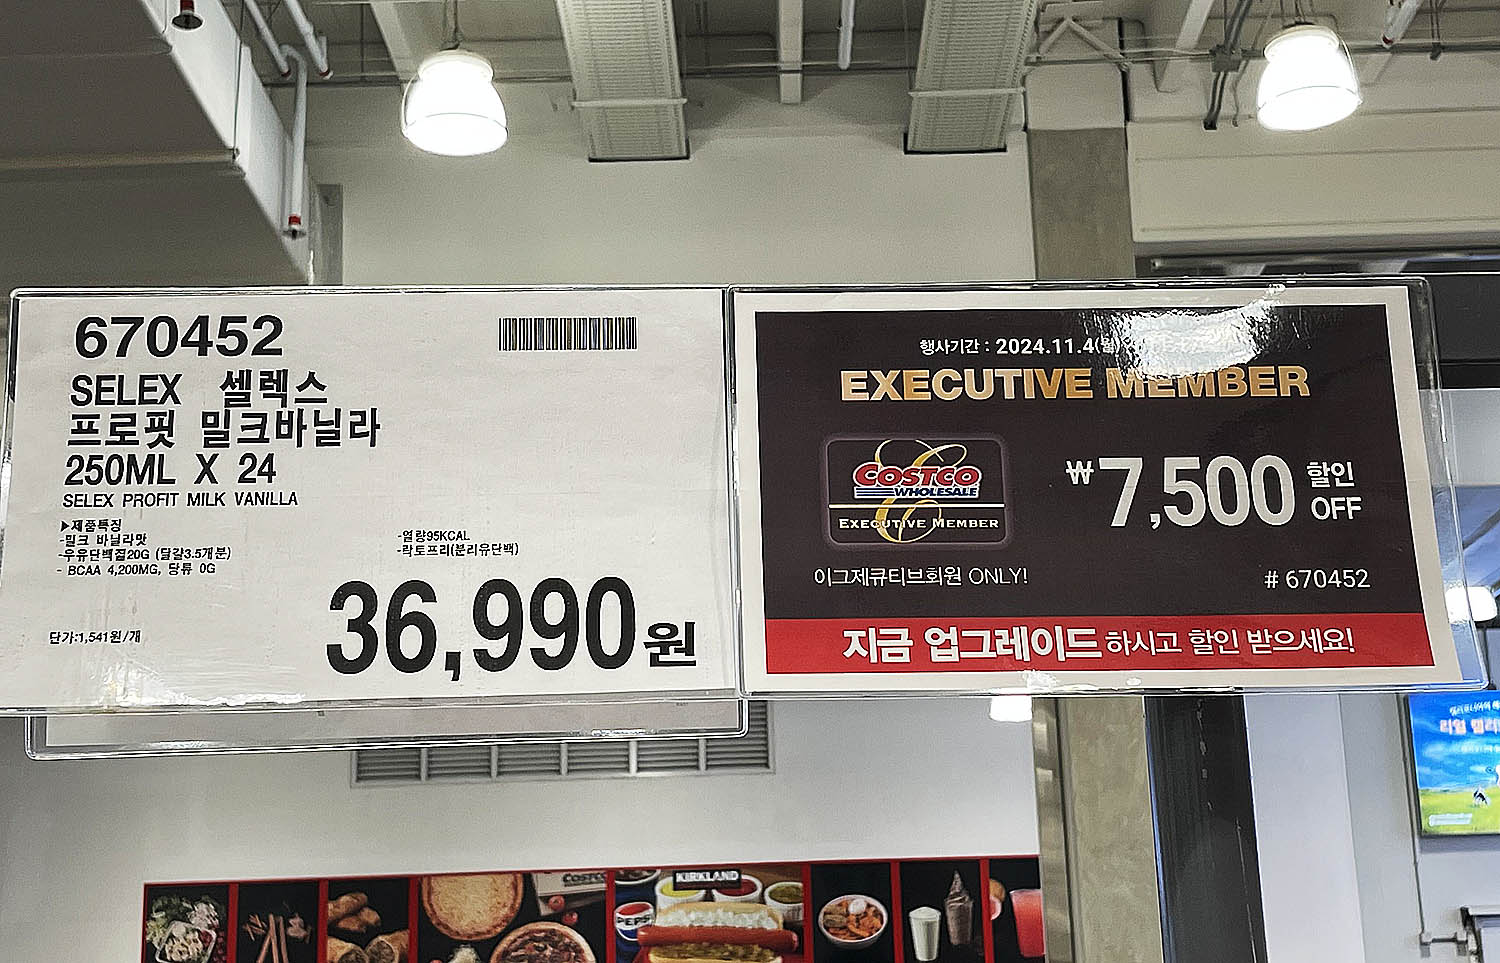 670452
SELEX 셀렉스
프로핏 밀크바닐라
250ML X 24
SELEX PROFIT MILK VANILLA
▶제품특징
-밀크 바닐라맛
-우유단백질20G (달걀3.5개분)
- BCAA 4,200MG, 당류 0G
-열량95KCAL
-락토프리(분리유단백)
36,990원
단가:1,541원/개
행사기간 : 2024.11.4(월)
EXECUTIVE MEMBER
COSTCO
WHOLESALE
EXECUTIVE MEMBER
₩7,500 할인
OFF
이그제큐티브회원 ONLY!
# 670452
지금 업그레이드 하시고 할인 받으세요!
COSTCO
KIRKLAND
PEPSI